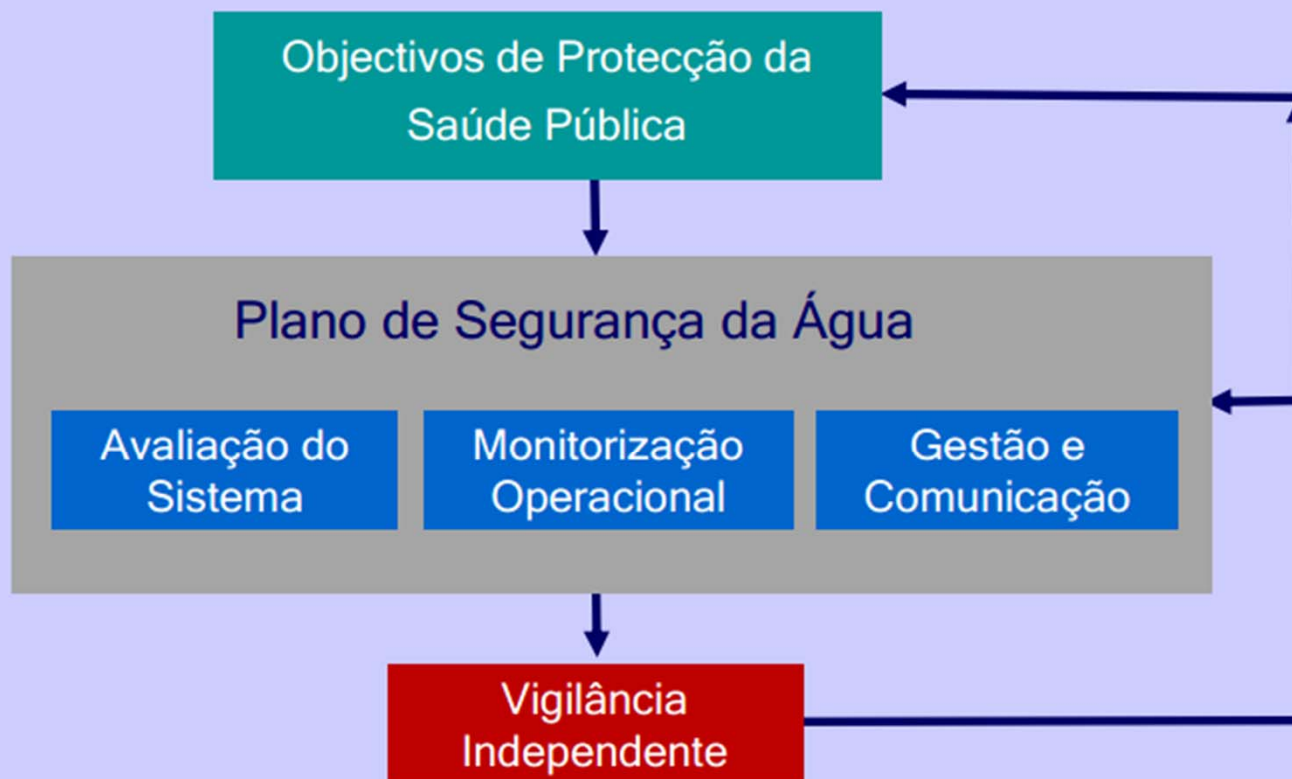 Objectivos de Protecção da
Saúde Pública
Plano de Segurança da Água
Avaliação do
Sistema
Monitorização
Operacional
Gestão e
Comunicação
Vigilância
Independente